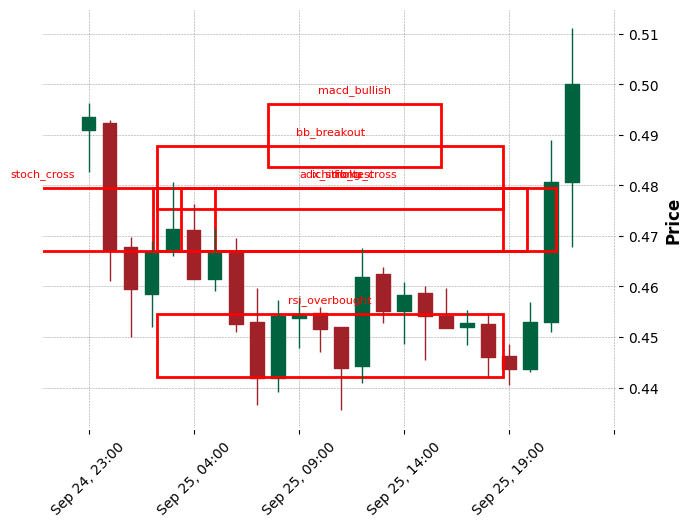 macd_bullish
bb_breakout
stoch_cross
rsi_overbought
0.51
0.50
0.49
0.48
0.47
0.46
0.45
0.44
Price
Sep 24, 23:00
Sep 25, 04:00
Sep 25, 09:00
Sep 25, 14:00
Sep 25, 19:00